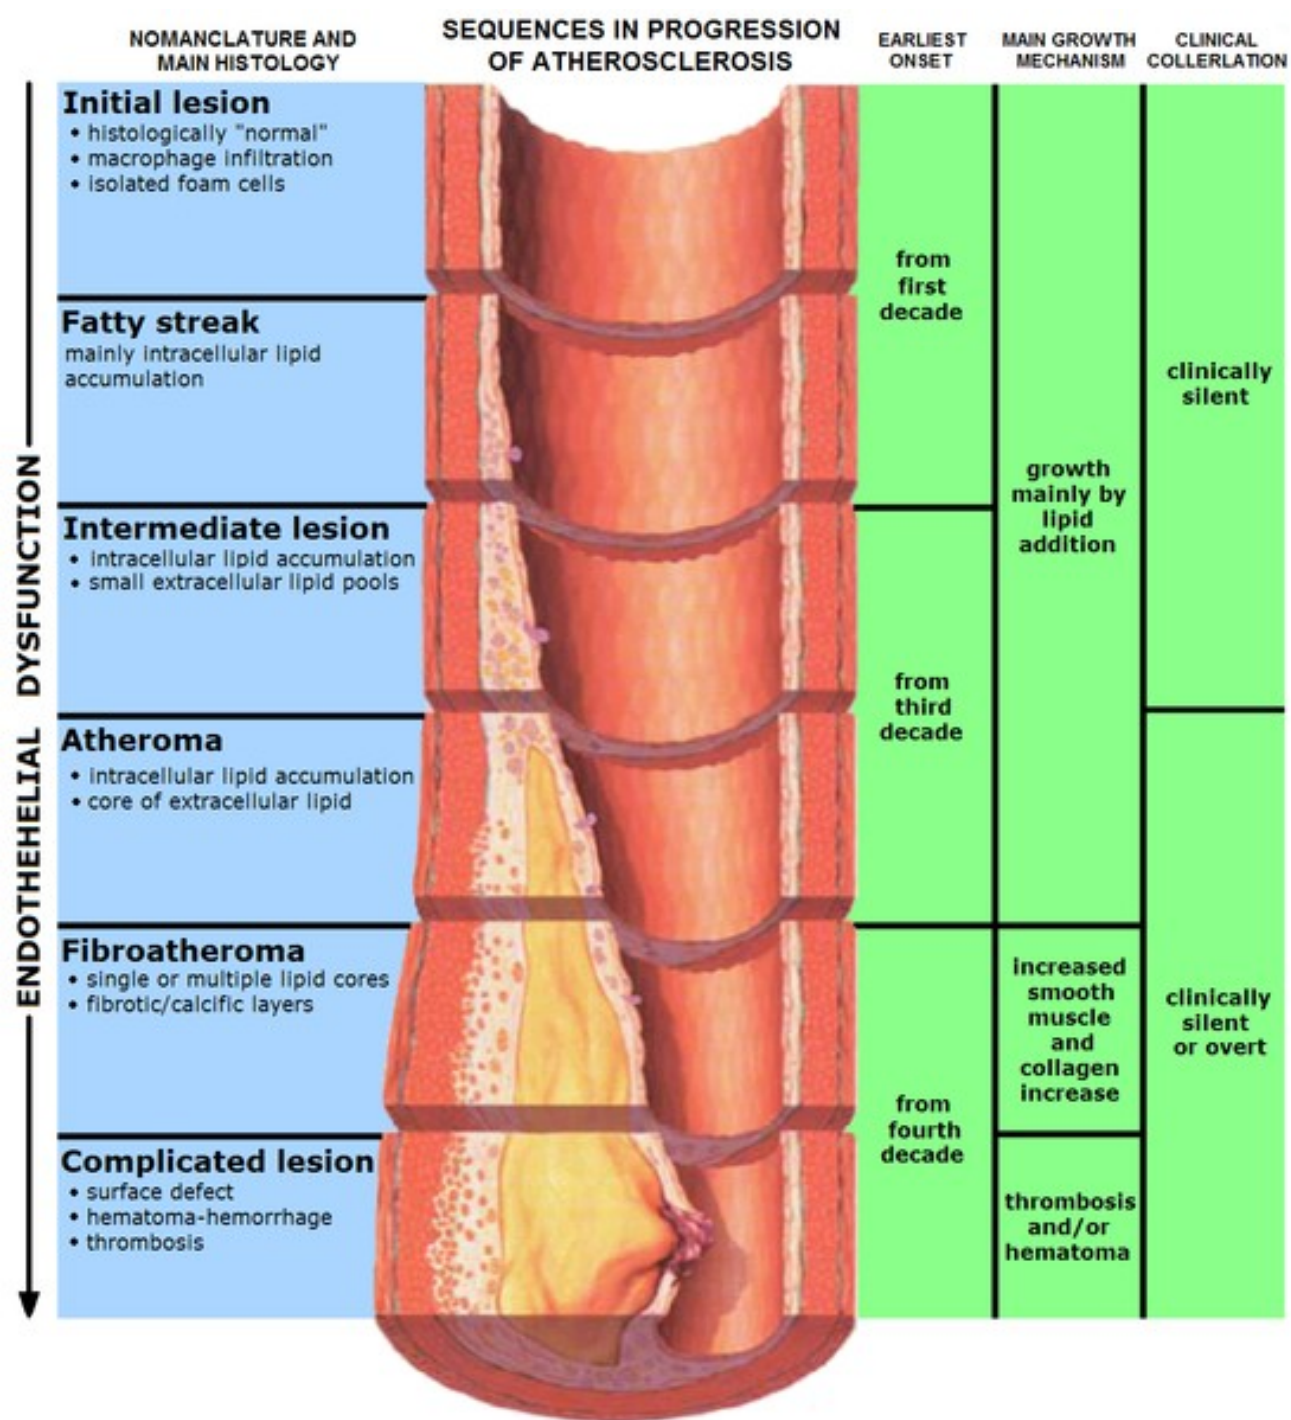 NOMANCLATURE AND
MAIN HISTOLOGY
SEQUENCES IN PROGRESSION
OF ATHEROSCLEROSIS
EARLIEST
ONSET
MAIN GROWTH
MECHANISM
CLINICAL
COLLERLATION
ENDOTHEHELIAL DYSFUNCTION
Initial lesion
• histologically "normal"
• macrophage infiltration
• isolated foam cells
Fatty streak
mainly intracellular lipid
accumulation
Intermediate lesion
• intracellular lipid accumulation
• small extracellular lipid pools
Atheroma
• intracellular lipid accumulation
• core of extracellular lipid
Fibroatheroma
• single or multiple lipid cores
• fibrotic/calcific layers
Complicated lesion
• surface defect
• hematoma-hemorrhage
• thrombosis
from
first
decade
from
third
decade
from
fourth
decade
growth
mainly by
lipid
addition
increased
smooth
muscle
and
collagen
increase
thrombosis
and/or
hematoma
clinically
silent
clinically
silent
or overt